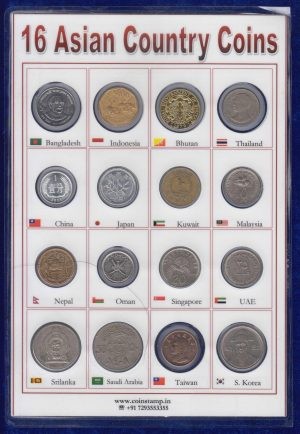 16 Asian Country Coins
Bangladesh Indonesia Bhutan Thailand
China Japan Kuwait Malaysia
Nepal Oman Singapore UAE
Srilanka Saudi Arabia Taiwan S. Korea
www.coinstamp.in
☎ +91 7293553355